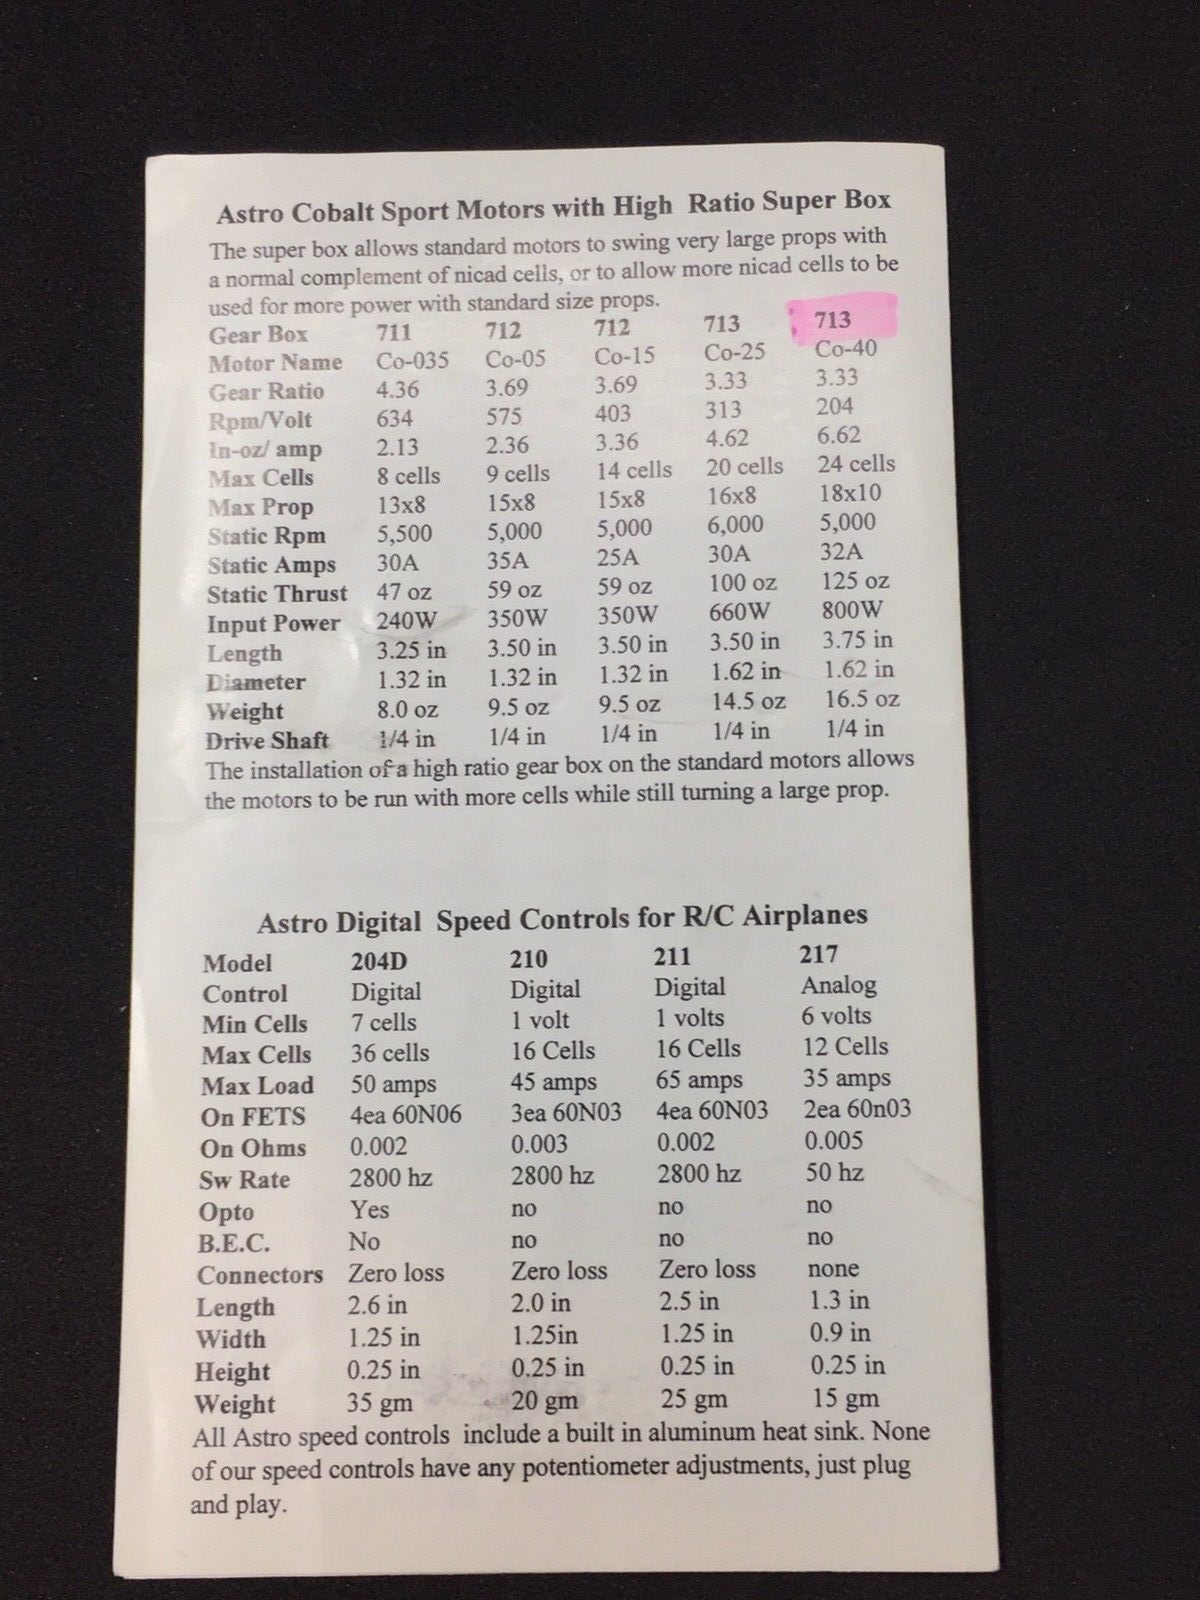 Astro Cobalt Sport Motors with High Ratio Super Box
The super box allows standard motors to swing very large props with
a normal complement of nicad cells, or to allow more nicad cells to be
used for more power with standard size props.
Gear Box 711 712 712 713 713
Motor Name Co-035 Co-05 Co-15 Co-25 Co-40
Gear Ratio 4.36 3.69 3.69 3.33 3.33
Rpm/Volt 634 575 403 313 204
In-oz/ amp 2.13 2.36 3.36 4.62 6.62
Max Cells 8 cells 9 cells 14 cells 20 cells 24 cells
Max Prop 13x8 15x8 15x8 16x8 18x10
Static Rpm 5,500 5,000 5,000 6,000 5,000
Static Amps 30A 35A 25A 30A 32A
Static Thrust 47 oz 59 oz 59 oz 100 oz 125 oz
Input Power 240W 350W 350W 660W 800W
Length 3.25 in 3.50 in 3.50 in 3.50 in 3.75 in
Diameter 1.32 in 1.32 in 1.32 in 1.62 in 1.62 in
Weight 8.0 oz 9.5 oz 9.5 oz 14.5 oz 16.5 oz
Drive Shaft 1/4 in 1/4 in 1/4 in 1/4 in 1/4 in
The installation of a high ratio gear box on the standard motors allows
the motors to be run with more cells while still turning a large prop.
Astro Digital Speed Controls for R/C Airplanes
Model 204D 210 211 217
Control Digital Digital Digital Analog
Min Cells 7 cells 1 volt 1 volts 6 volts
Max Cells 36 cells 16 Cells 16 Cells 12 Cells
Max Load 50 amps 45 amps 65 amps 35 amps
On FETS 4ea 60N06 3ea 60N03 4ea 60N03 2ea 60n03
On Ohms 0.002 0.003 0.002 0.005
Sw Rate 2800 hz 2800 hz 2800 hz 50 hz
Opto Yes no no no
B.E.C. No no no no
Connectors Zero loss Zero loss Zero loss none
Length 2.6 in 2.0 in 2.5 in 1.3 in
Width 1.25 in 1.25in 1.25 in 0.9 in
Height 0.25 in 0.25 in 0.25 in 0.25 in
Weight 35 gm 20 gm 25 gm 15 gm
All Astro speed controls include a built in aluminum heat sink. None
of our speed controls have any potentiometer adjustments, just plug
and play.